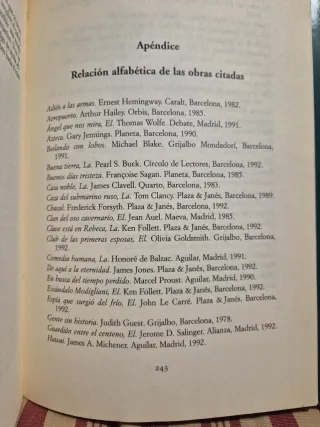 Apéndice
Relación alfabética de las obras citadas
Adiós a las armas. Ernest Hemingway. Caralt, Barcelona, 1982.
Aeropuerto. Arthur Hailey. Orbis, Barcelona, 1985.
Ángel que nos mira, El. Thomas Wolfe. Debate, Madrid, 1991.
Azteca. Gary Jennings. Planeta, Barcelona, 1990.
Bailando con lobos. Michael Blake. Grijalbo Mondadori, Barcelona,
1991.
Buena tierra, La. Pearl S. Buck. Círculo de Lectores, Barcelona, 1992.
Buenos días tristeza. Françoise Sagan. Planeta, Barcelona, 1985.
Casa noble, La. James Clavell. Quarto, Barcelona, 1983.
Caza del submarino ruso, La. Tom Clancy. Plaza & Janés, Barcelona, 1989.
Chacal. Frederick Forsyth. Plaza & Janés, Barcelona, 1992.
Clan del oso cavernario, El. Jean Auel. Maeva, Madrid, 1985.
Clave está en Rebeca, La. Ken Follett. Plaza & Janés, Barcelona, 1992.
Club de las primeras esposas, El. Olivia Goldsmith. Grijalbo, Barcelona,
1992.
Comedia humana, La. Honoré de Balzac. Aguilar, Madrid, 1991.
De aquí a la eternidad. James Jones. Plaza & Janés, Barcelona, 1992.
En busca del tiempo perdido. Marcel Proust. Aguilar, Madrid, 1990.
Escándalo Modigliani, El. Ken Follett. Plaza & Janés, Barcelona, 1992.
Espía que surgió del frío, El. John Le Carré. Plaza & Janés, Barcelona,
1992.
Gente sin historia. Judith Guest. Grijalbo, Barcelona, 1978.
Guardián entre el centeno, El. Jerome D. Salinger. Alianza, Madrid, 1992.
Hawai. James A. Michener. Aguilar, Madrid, 1992.
243